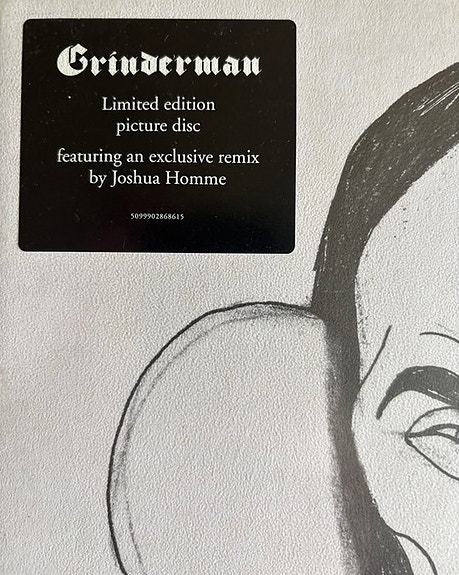 Grinderman
Limited edition
picture disc
featuring an exclusive remix
by Joshua Homme
5099902868615